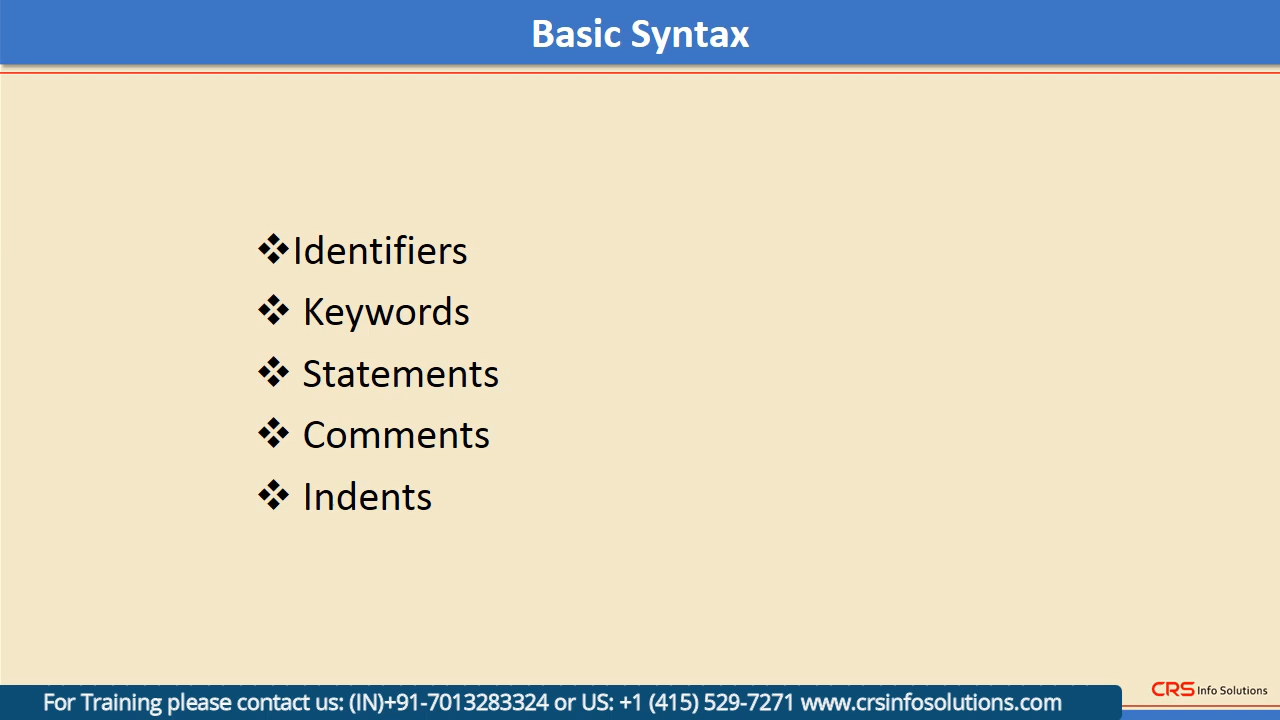 Basic Syntax
❖Identifiers
❖ Keywords
❖ Statements
❖ Comments
❖ Indents
For Training please contact us: (IN)+91-7013283324 or US: +1 (415) 529-7271 www.crsinfosolutions.com
CRS Info Solutions